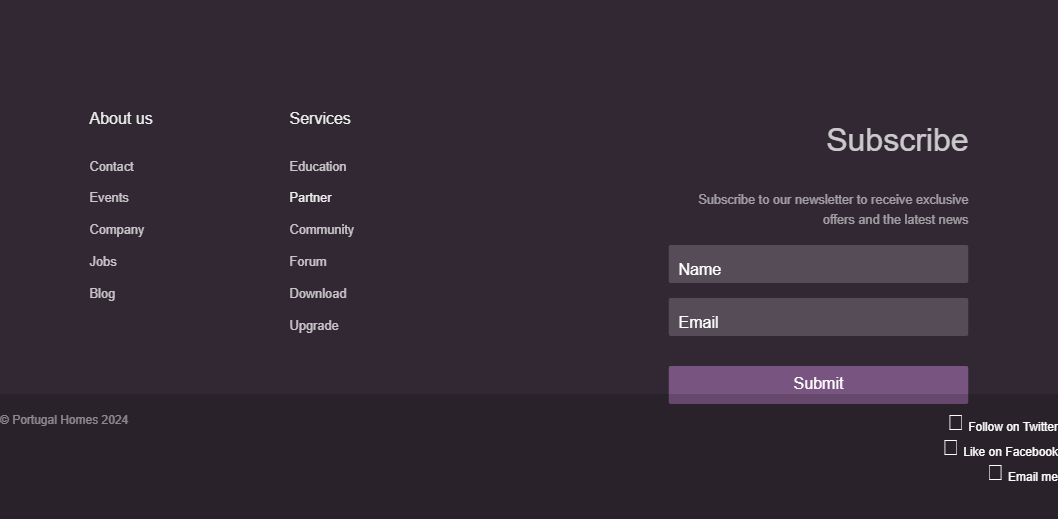 About us
Contact
Events
Company
Jobs
Blog
Services
Education
Partner
Community
Forum
Download
Upgrade
Subscribe
Subscribe to our newsletter to receive exclusive
offers and the latest news
Name
Email
Submit
© Portugal Homes 2024
Follow on Twitter
Like on Facebook
Email me